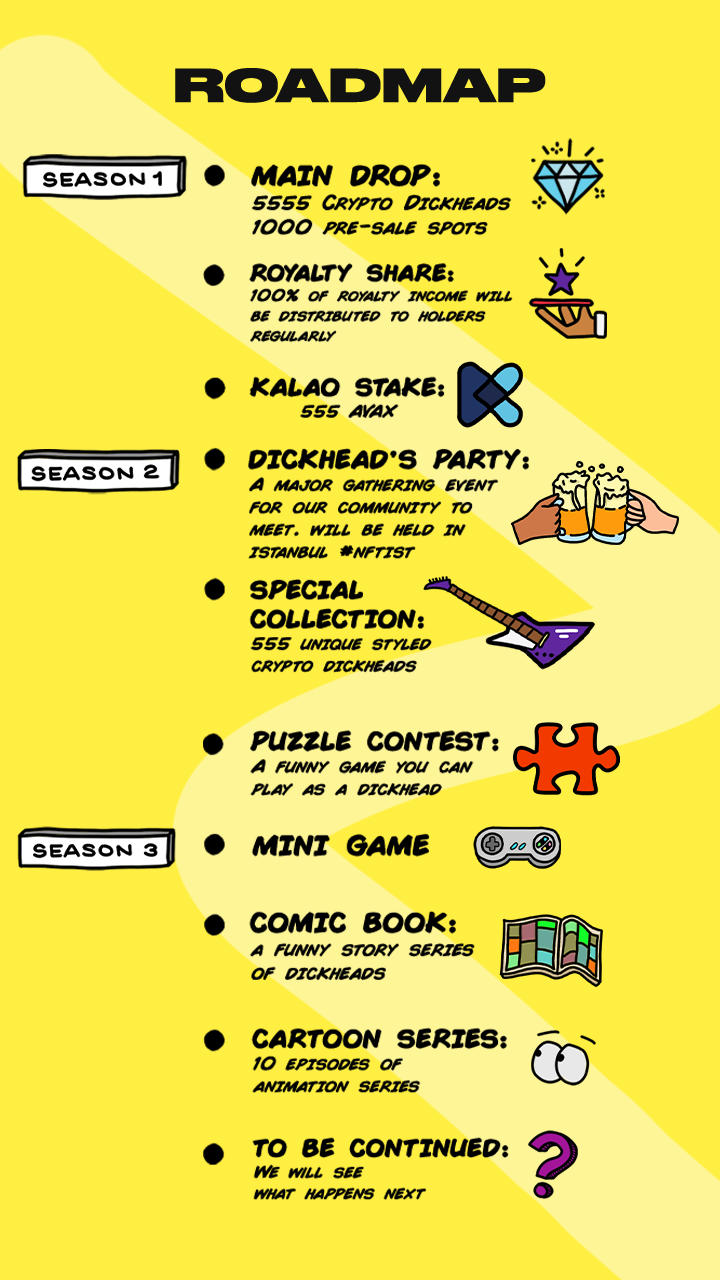 ROADMAP
SEASON 1
MAIN DROP:
5555 CRYPTO DICKHEADS
1000 PRE-SALE SPOTS
ROYALTY SHARE:
100% OF ROYALTY INCOME WILL
BE DISTRIBUTED TO HOLDERS
REGULARLY
KALAO STAKE:
555 AVAX
SEASON 2
DICKHEAD'S PARTY:
A MAJOR GATHERING EVENT
FOR OUR COMMUNITY TO
MEET. WILL BE HELD IN
ISTANBUL #NFTIST
SPECIAL
COLLECTION:
555 UNIQUE STYLED
CRYPTO DICKHEADS
PUZZLE CONTEST:
A FUNNY GAME YOU CAN
PLAY AS A DICKHEAD
SEASON 3
MINI GAME
COMIC BOOK:
A FUNNY STORY SERIES
OF DICKHEADS
CARTOON SERIES:
10 EPISODES OF
ANIMATION SERIES
TO BE CONTINUED:
WE WILL SEE
WHAT HAPPENS NEXT